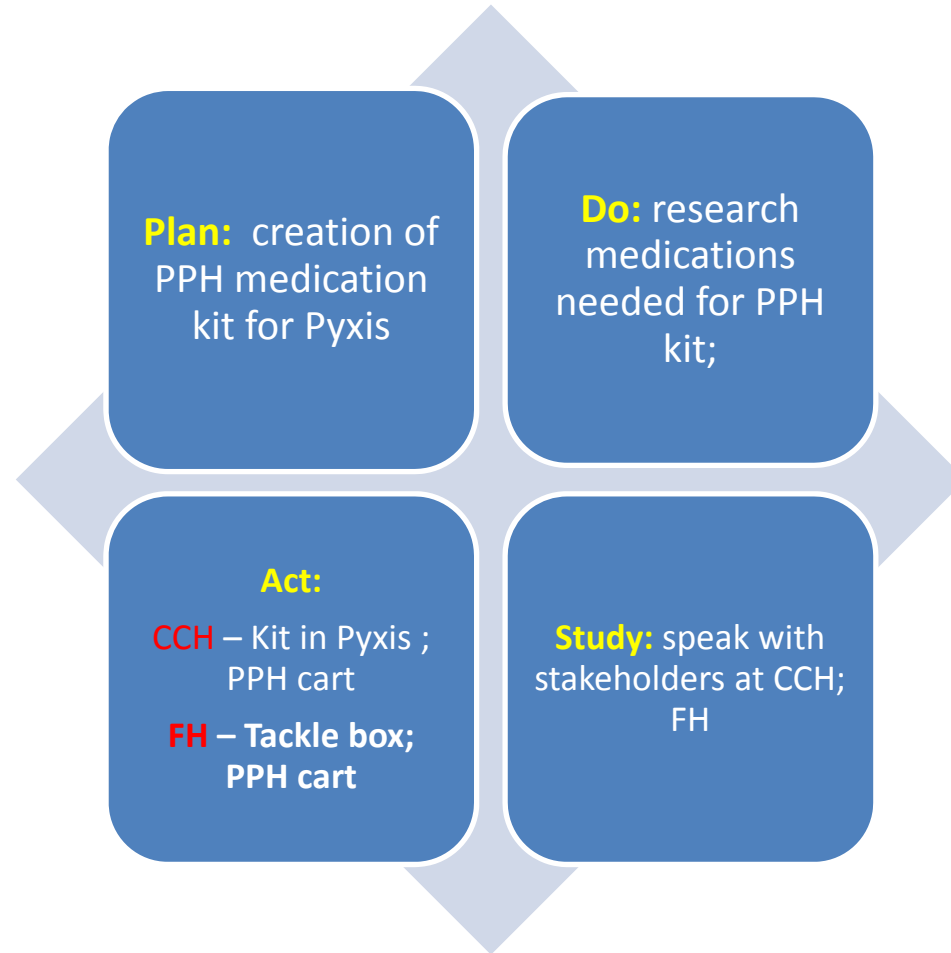 Plan: creation of
PPH medication
kit for Pyxis
Do: research
medications
needed for PPH
kit;
Act:
CCH – Kit in Pyxis ;
PPH cart
FH – Tackle box;
PPH cart
Study: speak with
stakeholders at CCH;
FH